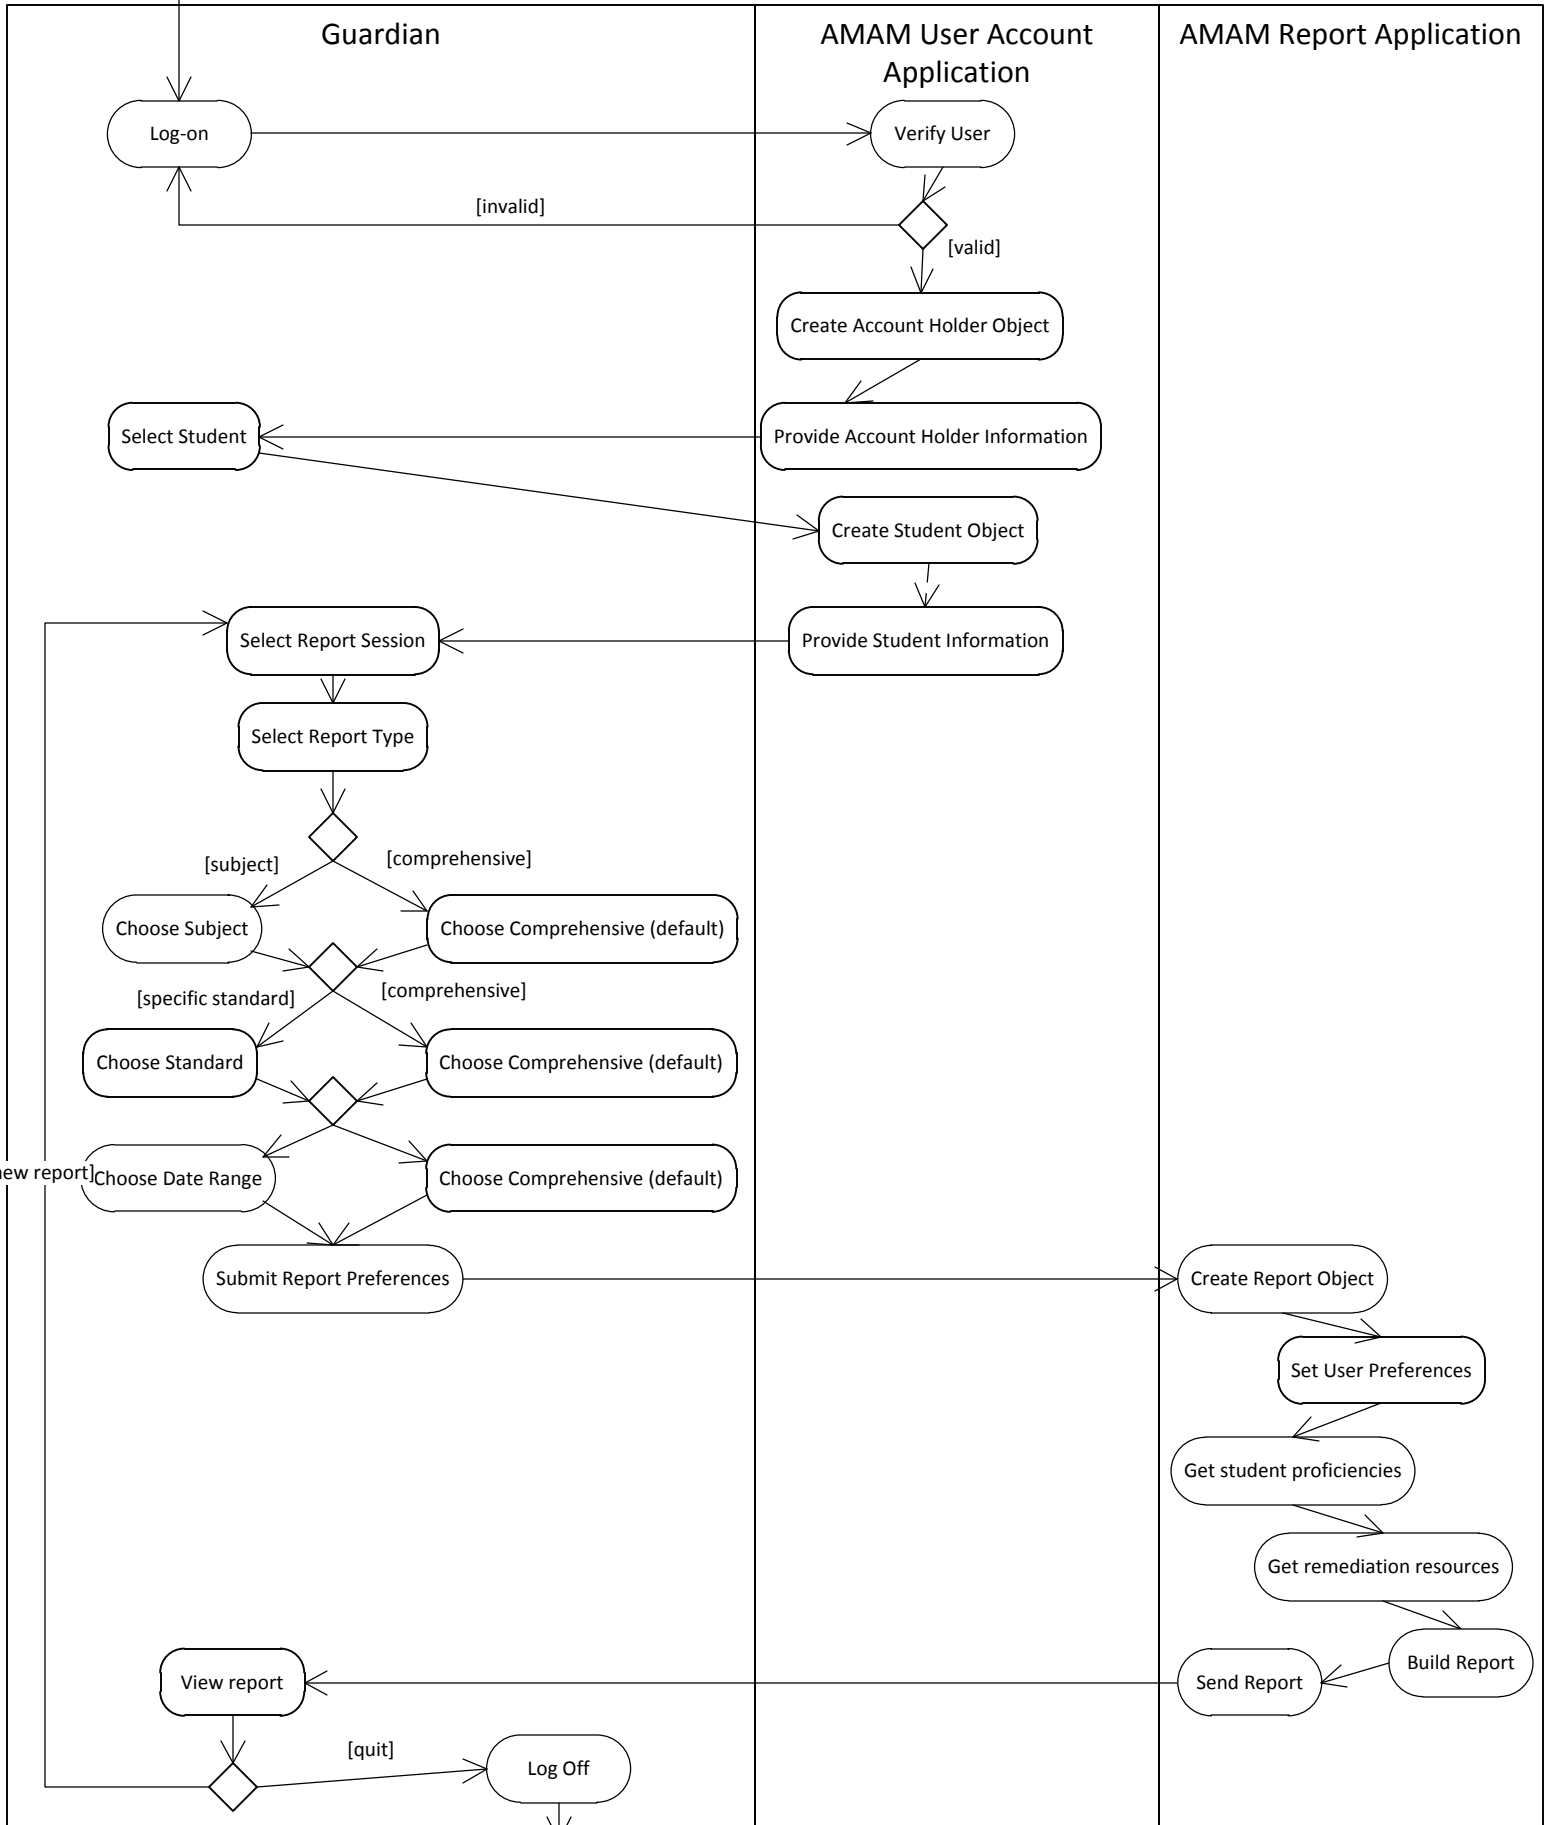 Guardian
AMAM User Account
Application
AMAM Report Application
Log-on
Verify User
[invalid]
[valid]
Create Account Holder Object
Select Student
Provide Account Holder Information
Create Student Object
Select Report Session
Provide Student Information
Select Report Type
[subject]
[comprehensive]
Choose Subject
Choose Comprehensive (default)
[specific standard]
[comprehensive]
Choose Standard
Choose Comprehensive (default)
report]
Choose Date Range
Choose Comprehensive (default)
Submit Report Preferences
Create Report Object
Set User Preferences
Get student proficiencies
Get remediation resources
Build Report
View report
Send Report
[quit]
Log Off